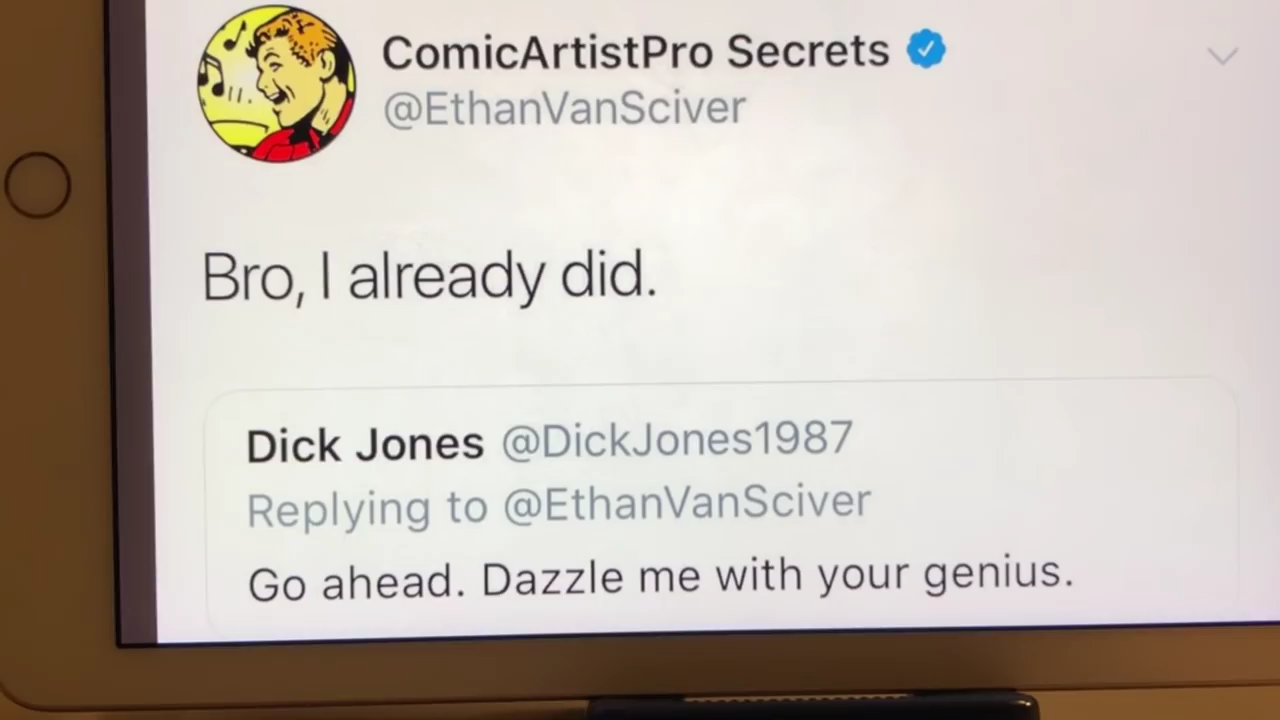 ComicArtistPro Secrets
@EthanVanSciver
Bro, I already did.
Dick Jones @DickJones1987
Replying to @EthanVanSciver
Go ahead. Dazzle me with your genius.